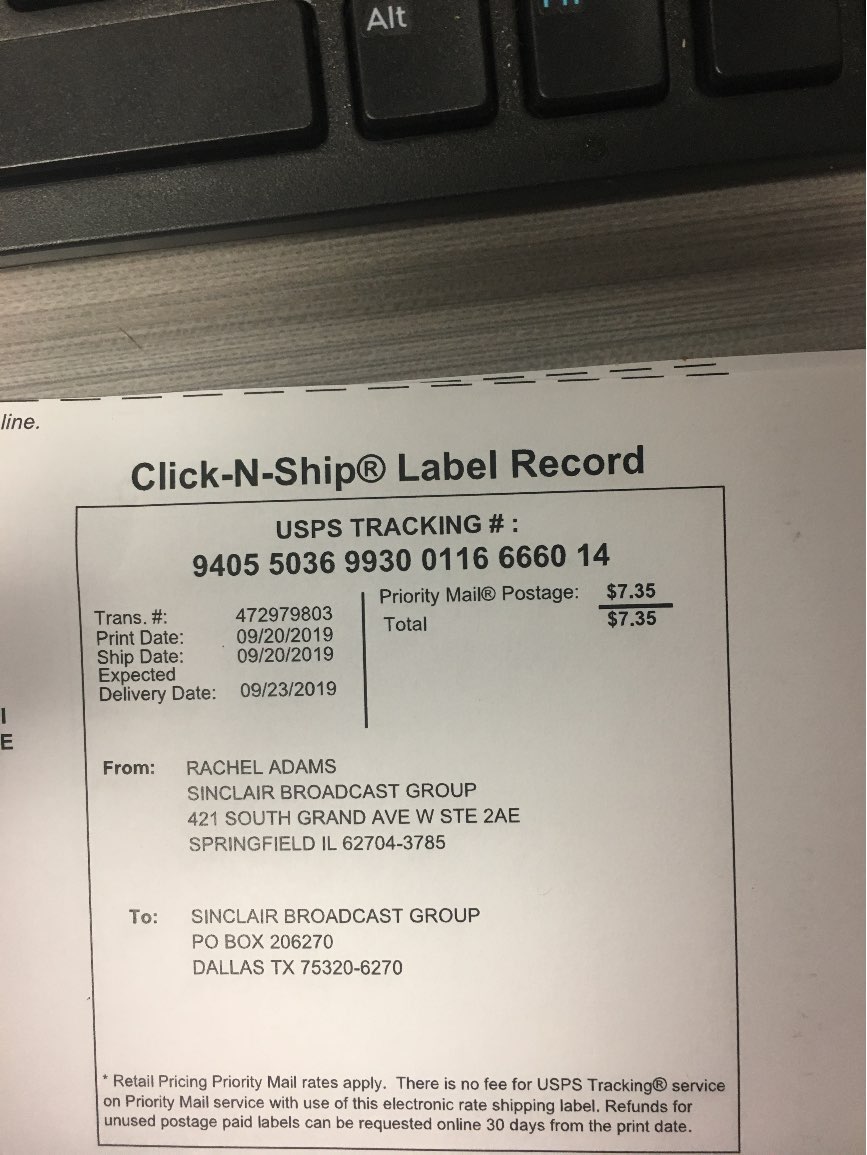 Alt
line.
Click-N-Ship® Label Record
USPS TRACKING # :
9405 5036 9930 0116 6660 14
Trans. #: 472979803
Print Date: 09/20/2019
Ship Date: 09/20/2019
Expected
Delivery Date: 09/23/2019
Priority Mail® Postage: $7.35
Total $7.35
E
From: RACHEL ADAMS
SINCLAIR BROADCAST GROUP
421 SOUTH GRAND AVE W STE 2AE
SPRINGFIELD IL 62704-3785
To: SINCLAIR BROADCAST GROUP
PO BOX 206270
DALLAS TX 75320-6270
* Retail Pricing Priority Mail rates apply. There is no fee for USPS Tracking® service
on Priority Mail service with use of this electronic rate shipping label. Refunds for
unused postage paid labels can be requested online 30 days from the print date.